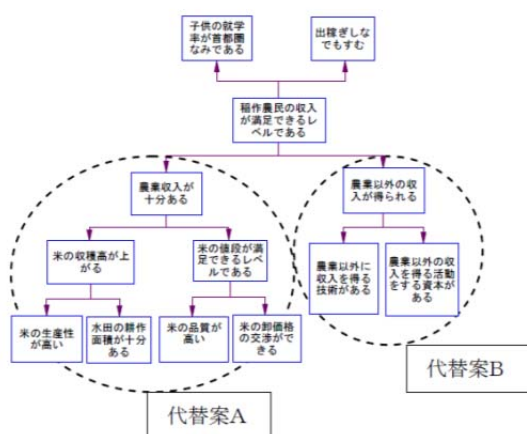 子供の就学
率が首都圏
なみである
出稼ぎしな
でもすむ
稲作農民の収入
が満足できるレ
ベルである
農業収入が
十分ある
農業以外の収
入が得られる
米の収穫高が上
がる
米の値段が満
足できるレベ
ルである
農業以外に
収入を得る
技術がある
農業以外の収
入を得る活動
をする資本が
ある
米の生産性
が高い
水田の耕作
面積が十分
ある
米の品質が
高い
米の卸価格
の交渉がで
きる
代替案A
代替案B